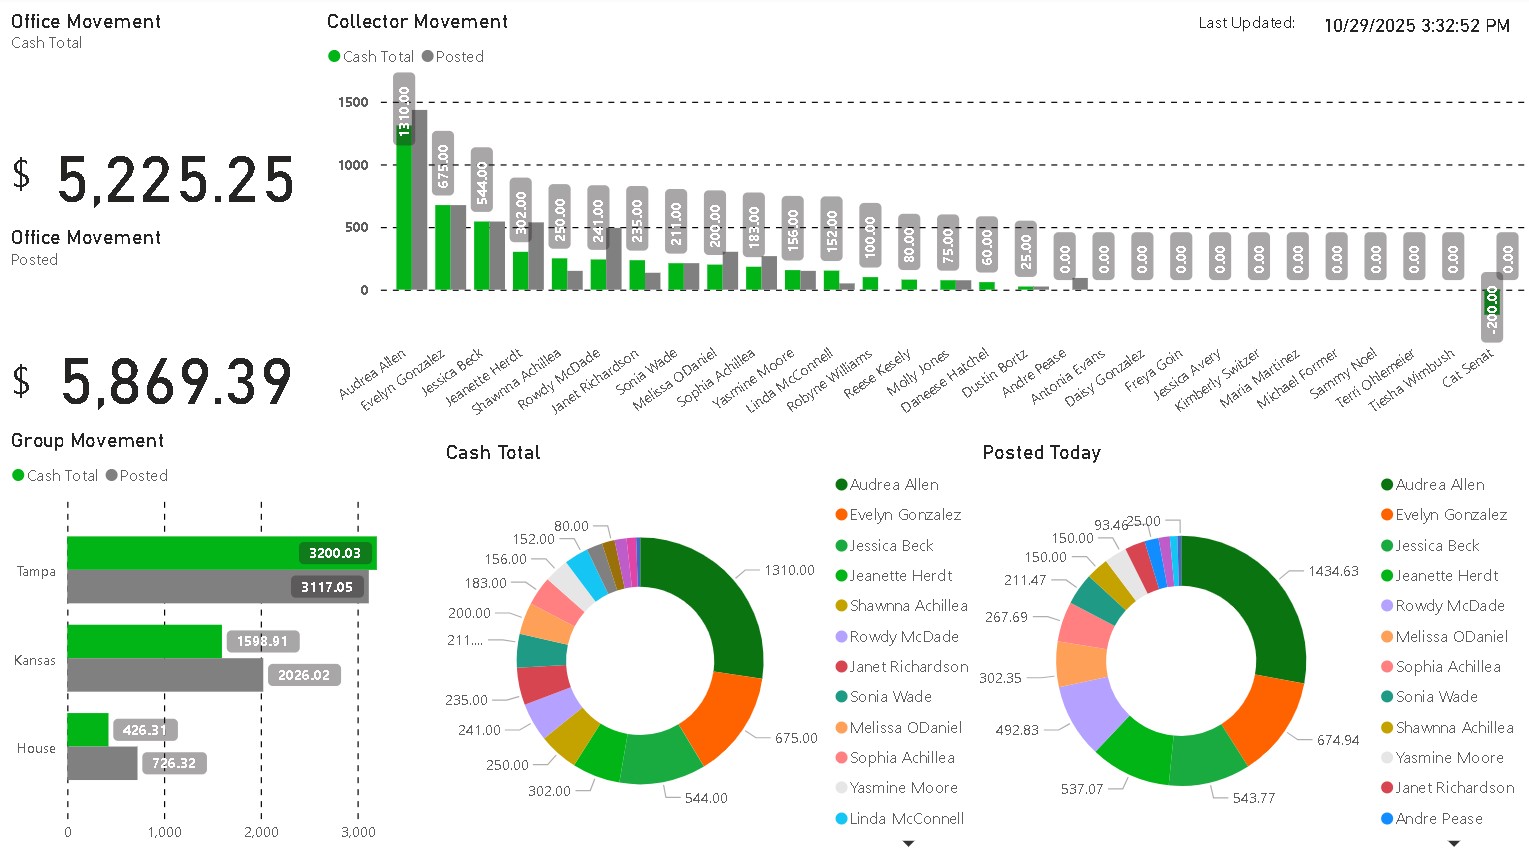 Office Movement
Cash Total
$ 5,225.25
Office Movement
Posted
$ 5,869.39
Collector Movement
Cash Total Posted
Last Updated: 10/29/2025 3:32:52 PM
1500
1000
500
0
1310.00
675.00
544.00
302.00
250.00
241.00
235.00
211.00
200.00
183.00
156.00
152.00
100.00
80.00
75.00
60.00
25.00
0.00
0.00
0.00
0.00
0.00
0.00
0.00
0.00
0.00
0.00
0.00
-200.00
0.00
Audrea Allen
Evelyn Gonzalez
Jessica Beck
Jeanette Herdt
Shawnna Achillea
Rowdy McDade
Janet Richardson
Sonia Wade
Melissa ODaniel
Sophia Achillea
Yasmine Moore
Linda McConnell
Robyne Williams
Reese Kesely
Molly Jones
Daneese Hatchel
Dustin Bortz
Andre Pease
Antonia Evans
Daisy Gonzalez
Freya Goin
Jessica Avery
Kimberly Switzer
Maria Martinez
Michael Former
Sammy Noel
Terri Ohlemeier
Tiesha Wimbush
Cat Senat
Group Movement
Cash Total Posted
Tampa
3200.03
3117.05
Kansas
1598.91
2026.02
House
426.31
726.32
0 1,000 2,000 3,000
Cash Total
1310.00
675.00
544.00
302.00
250.00
241.00
235.00
211....
200.00
183.00
156.00
152.00
80.00
Audrea Allen
Evelyn Gonzalez
Jessica Beck
Jeanette Herdt
Shawnna Achillea
Rowdy McDade
Janet Richardson
Sonia Wade
Melissa ODaniel
Sophia Achillea
Yasmine Moore
Linda McConnell
Posted Today
1434.63
674.94
543.77
537.07
492.83
302.35
267.69
211.47
150.00
150.00
93.46
25.00
Audrea Allen
Evelyn Gonzalez
Jessica Beck
Jeanette Herdt
Rowdy McDade
Melissa ODaniel
Sophia Achillea
Sonia Wade
Shawnna Achillea
Yasmine Moore
Janet Richardson
Andre Pease